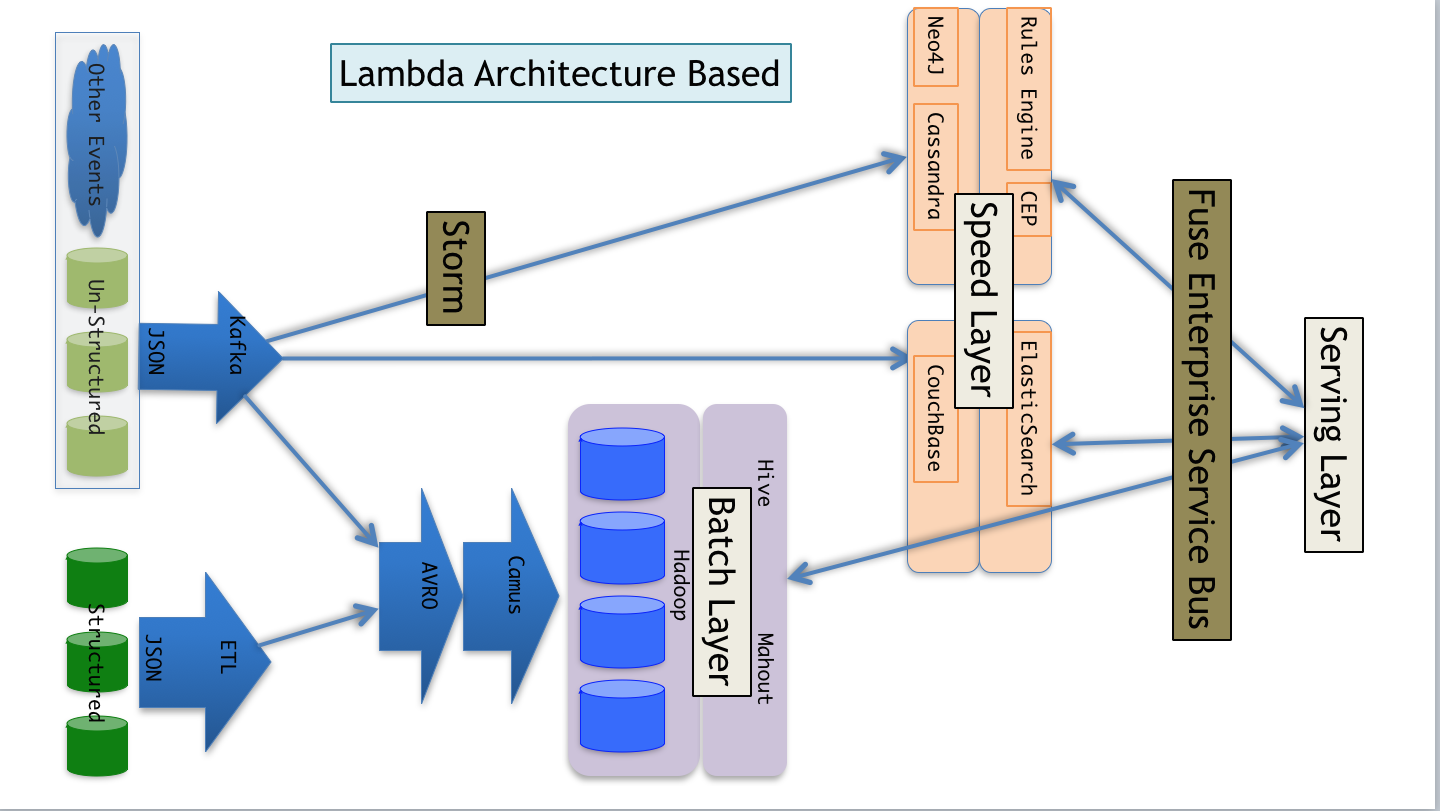 Lambda Architecture Based
Other Events
Un-Structured
Structured
JSON
Kafka
JSON
ETL
Storm
AVRO
Camus
Hadoop
Batch Layer
Hive
Mahout
Neo4J
Cassandra
Rules Engine
CEP
Speed Layer
CouchBase
ElasticSearch
Fuse Enterprise Service Bus
Serving Layer